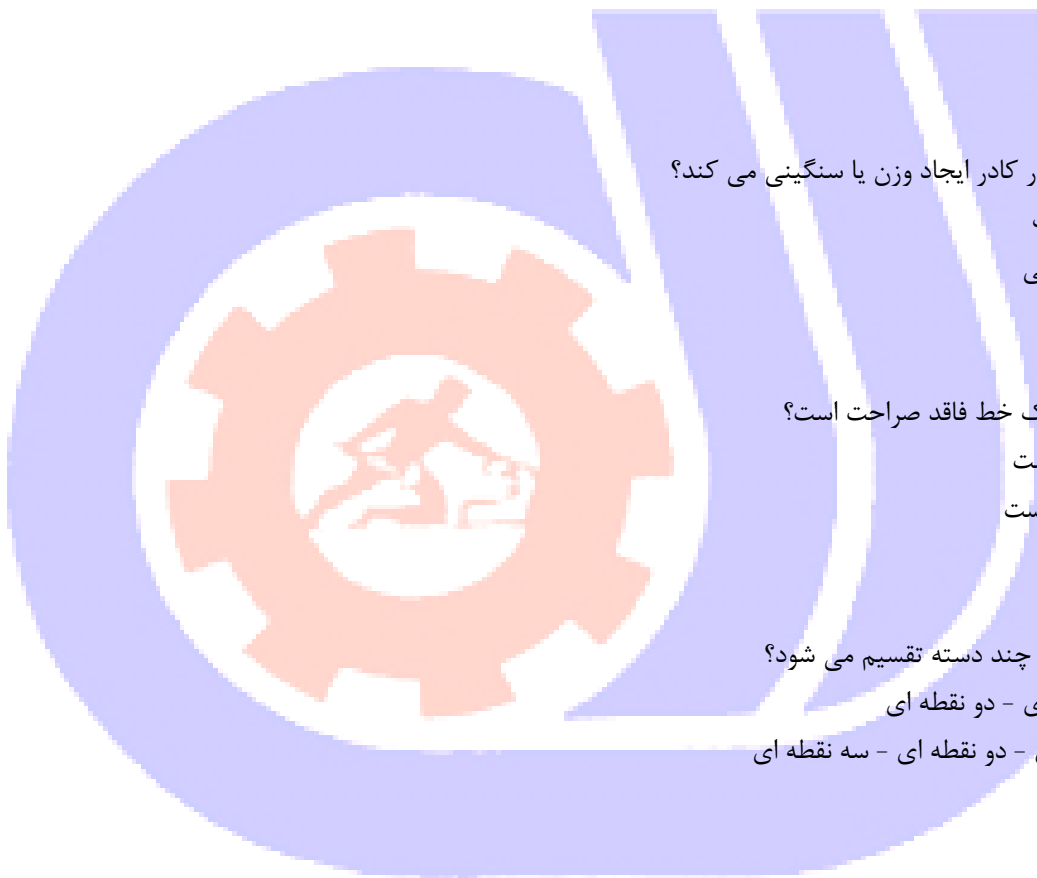 ر کادر ایجاد وزن یا سنگینی می کند؟
ی
ک خط فاقد صراحت است؟
ت
ست
چند دسته تقسیم می شود؟
ی - دو نقطه ای
- دو نقطه ای - سه نقطه ای